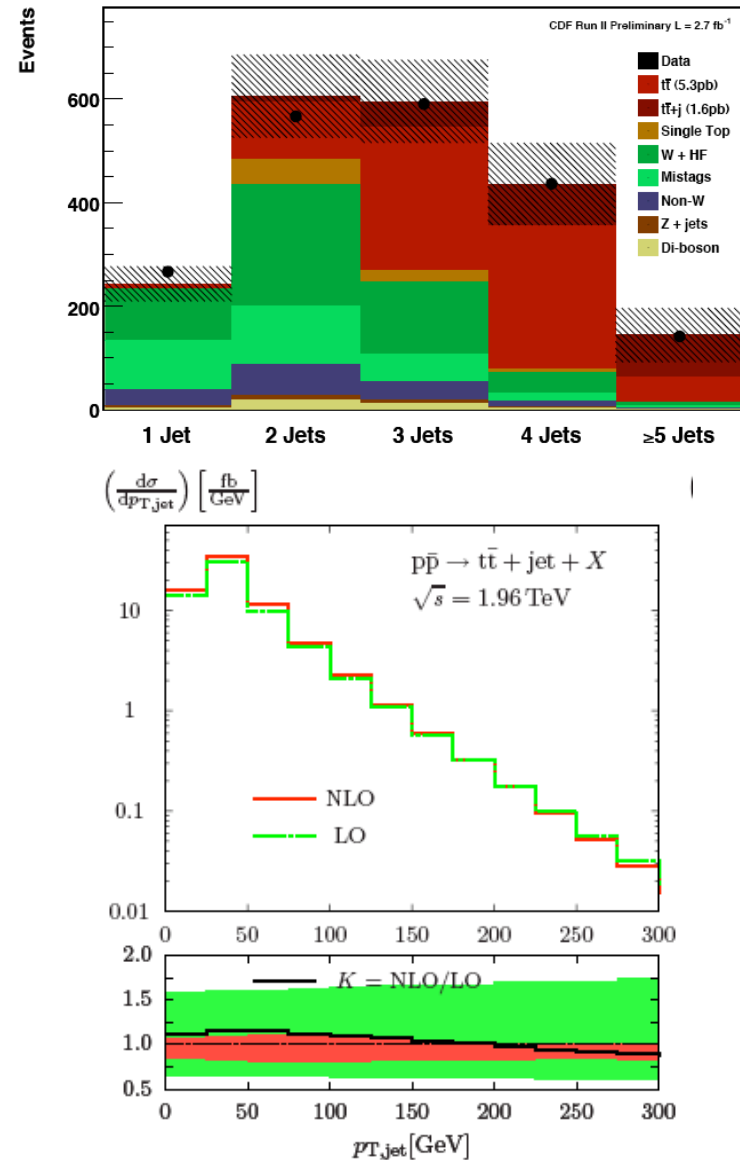 CDF Run II Preliminary L = 2.7 fb⁻¹
Events
Data
tt̄ (5.3pb)
tt̄+j (1.6pb)
Single Top
W + HF
Mistags
Non-W
Z + jets
Di-boson
600
400
200
0
1 Jet 2 Jets 3 Jets 4 Jets ≥5 Jets
(dσ/dp_T,jet) [fb/GeV]
(
pp̄ → tt̄ + jet + X
√s = 1.96 TeV
10
1
0.1
0.01
NLO
LO
0 50 100 150 200 250 300
K = NLO/LO
2.0
1.5
1.0
0.5
0 50 100 150 200 250 300
p_T,jet[GeV]